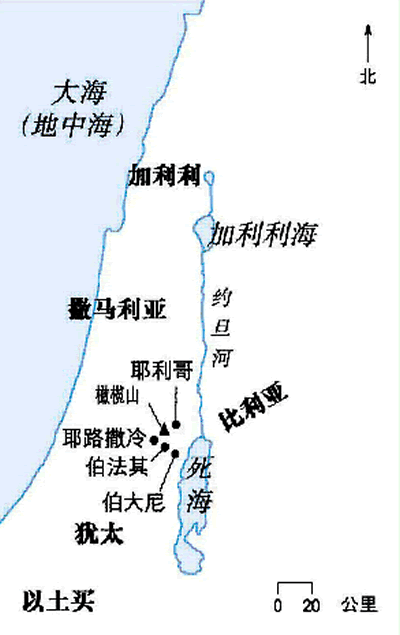 北
大海
(地中海)
加利利
加利利海
撒马利亚
约旦河
耶利哥
橄榄山
比利亚
耶路撒冷
伯法其
死海
伯大尼
犹太
以土买
0 20 公里